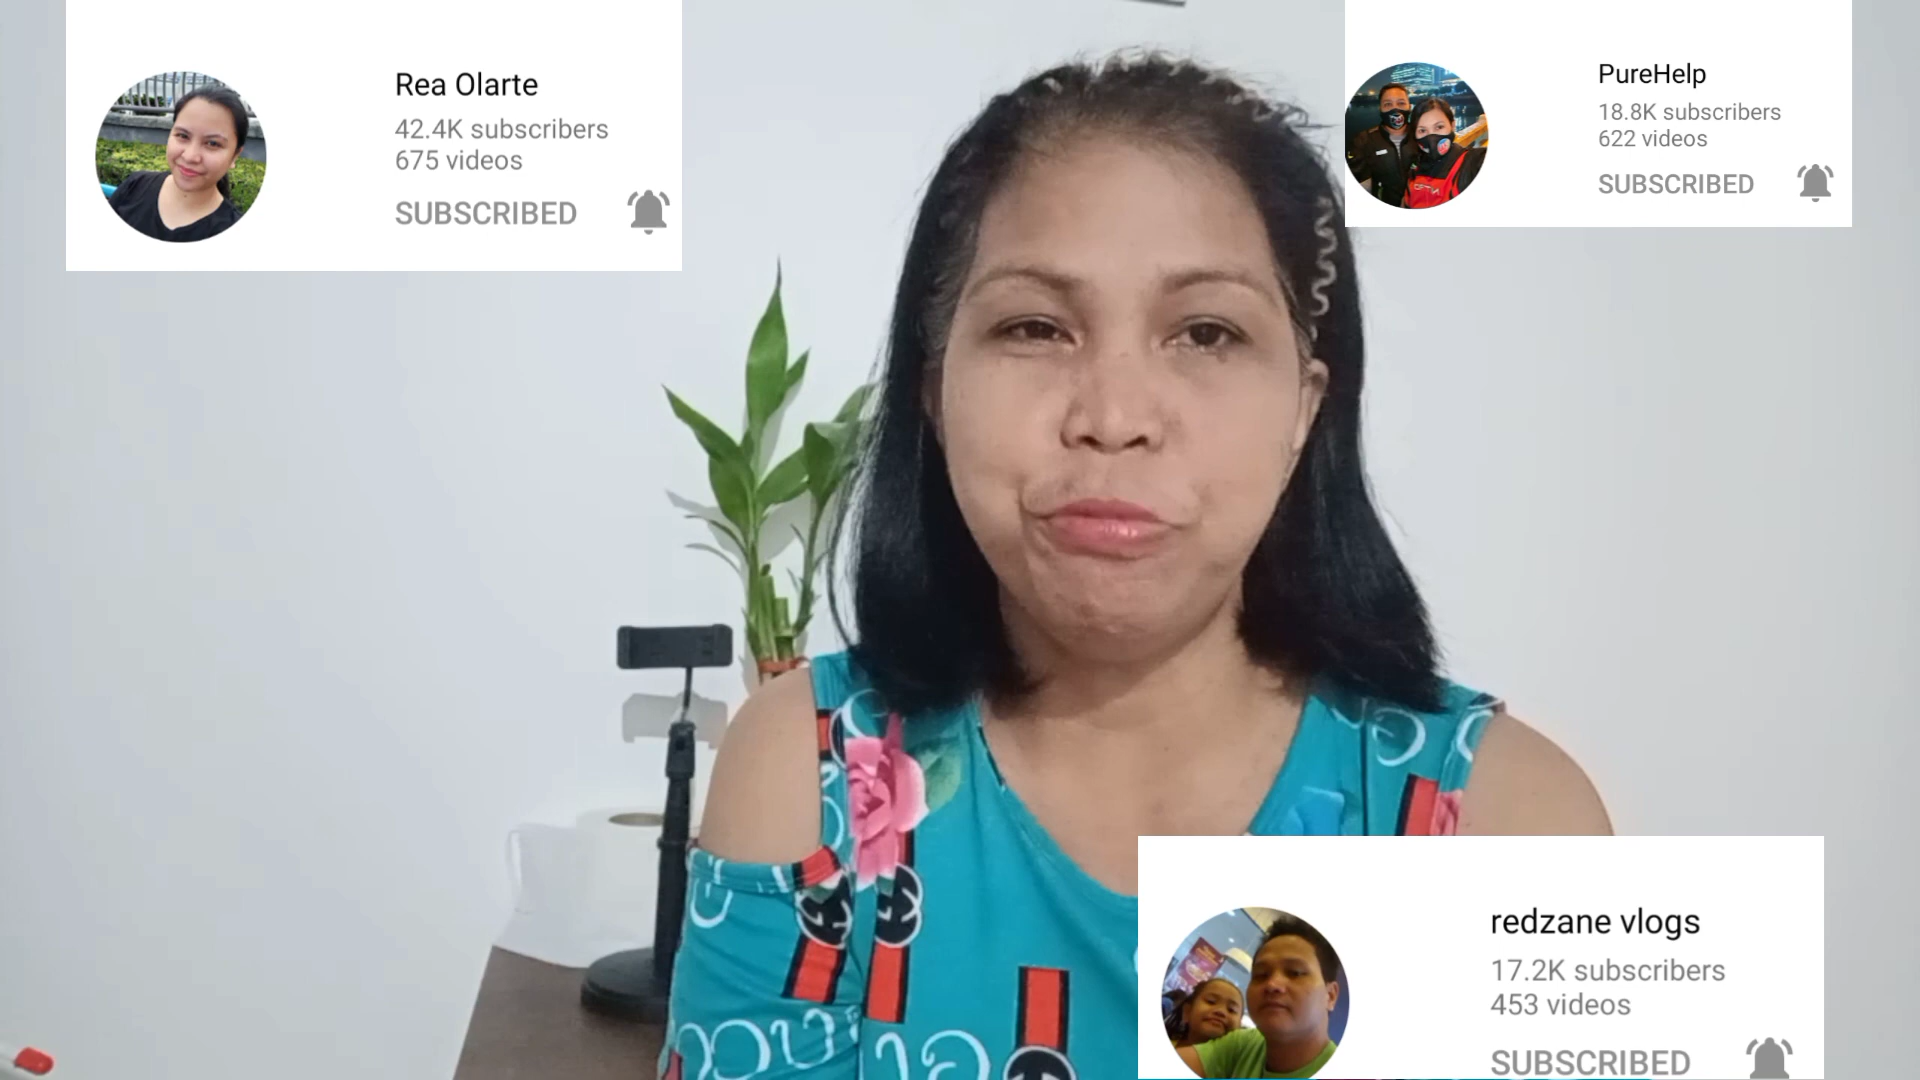 Rea Olarte
42.4K subscribers
675 videos
SUBSCRIBED
PureHelp
18.8K subscribers
622 videos
SUBSCRIBED
redzane vlogs
17.2K subscribers
453 videos
SUBSCRIBED